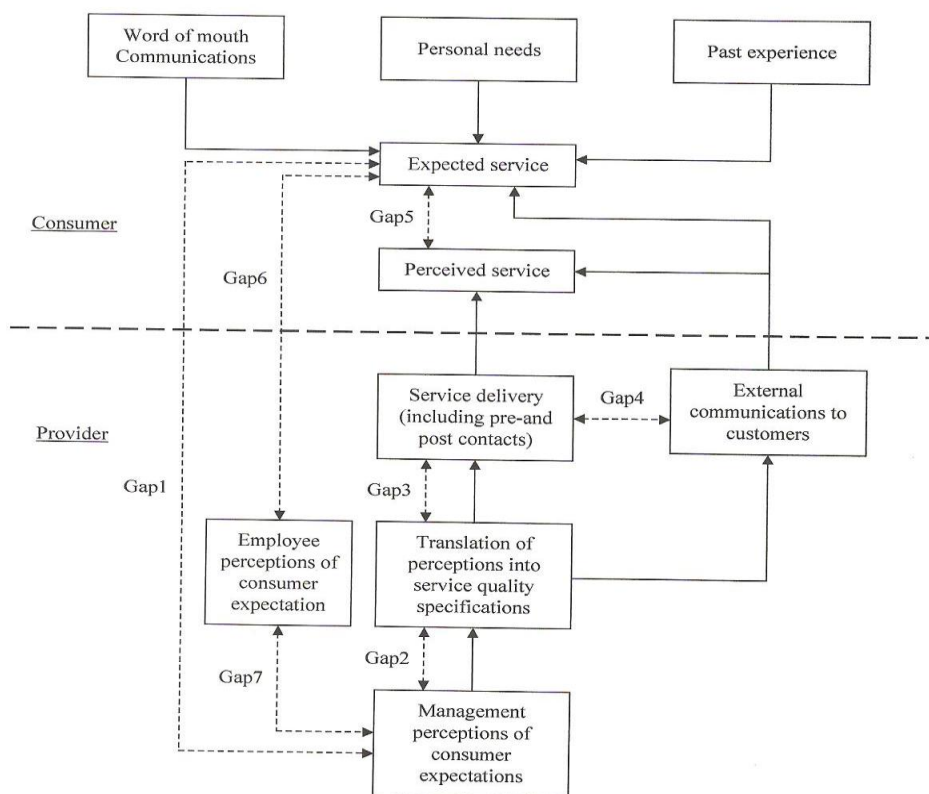 Word of mouth
Communications
Personal needs
Past experience
Expected service
Gap5
Consumer
Perceived service
Gap6
Service delivery
(including pre-and
post contacts)
Gap4
External
communications to
customers
Provider
Gap1
Gap3
Employee
perceptions of
consumer
expectation
Translation of
perceptions into
service quality
specifications
Gap2
Gap7
Management
perceptions of
consumer
expectations